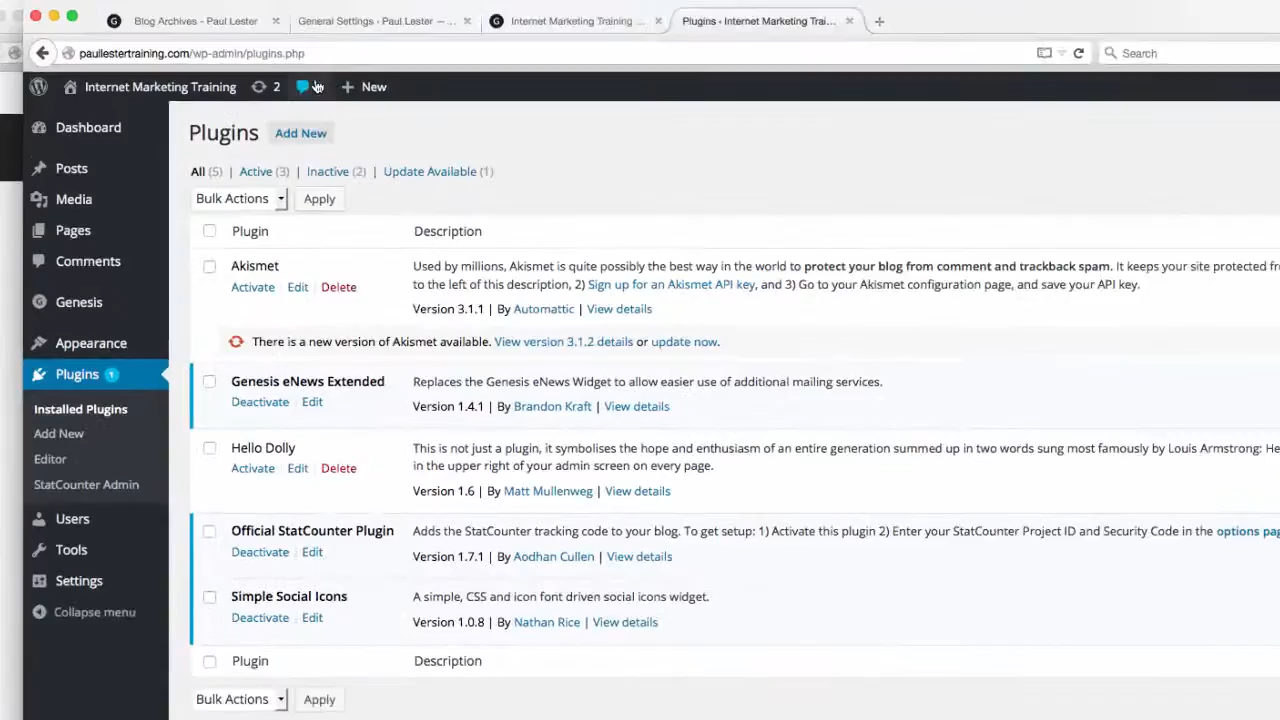 Blog Archives - Paul Lester × General Settings - Paul Lester — ... × Internet Marketing Training ... × Plugins ‹ Internet Marketing Trai... × +
paullestertraining.com/wp-admin/plugins.php Search
Internet Marketing Training 2 + New
Dashboard
Posts
Media
Pages
Comments
Genesis
Appearance
Plugins 1
Installed Plugins
Add New
Editor
StatCounter Admin
Users
Tools
Settings
Collapse menu
Plugins Add New
All (5) | Active (3) | Inactive (2) | Update Available (1)
Bulk Actions Apply
Plugin Description
Akismet Used by millions, Akismet is quite possibly the best way in the world to protect your blog from comment and trackback spam. It keeps your site protected
Activate | Edit | Delete to the left of this description, 2) Sign up for an Akismet API key, and 3) Go to your Akismet configuration page, and save your API key.
Version 3.1.1 | By Automattic | View details
There is a new version of Akismet available. View version 3.1.2 details or update now.
Genesis eNews Extended Replaces the Genesis eNews Widget to allow easier use of additional mailing services.
Deactivate | Edit Version 1.4.1 | By Brandon Kraft | View details
Hello Dolly This is not just a plugin, it symbolises the hope and enthusiasm of an entire generation summed up in two words sung most famously by Louis Armstrong:
Activate | Edit | Delete in the upper right of your admin screen on every page.
Version 1.6 | By Matt Mullenweg | View details
Official StatCounter Plugin Adds the StatCounter tracking code to your blog. To get setup: 1) Activate this plugin 2) Enter your StatCounter Project ID and Security Code in the options
Deactivate | Edit Version 1.7.1 | By Aodhan Cullen | View details
Simple Social Icons A simple, CSS and icon font driven social icons widget.
Deactivate | Edit Version 1.0.8 | By Nathan Rice | View details
Plugin Description
Bulk Actions Apply